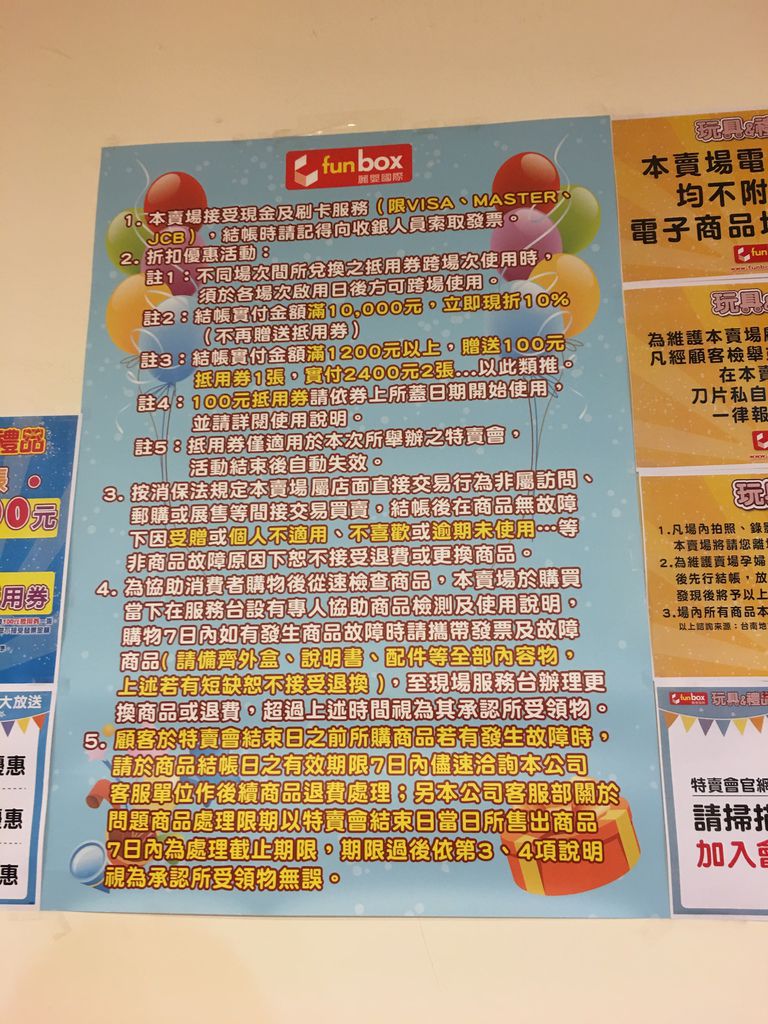 funbox
麗嬰國際
1. 本賣場接受現金及刷卡服務(限VISA、MASTER、
JCB),結帳時請記得向收銀人員索取發票。
2. 折扣優惠活動:
註1:不同場次間所兌換之抵用券跨場次使用時,
須於各場次啟用日後方可跨場使用。
註2:結帳實付金額滿10,000元,立即現折10%
(不再贈送抵用券)
註3:結帳實付金額滿1200元以上,贈送100元
抵用券1張,實付2400元2張...以此類推。
註4:100元抵用券請依券上所蓋日期開始使用,
並請詳閱使用說明。
註5:抵用券僅適用於本次所舉辦之特賣會,
活動結束後自動失效。
3. 按消保法規定本賣場屬店面直接交易行為非屬訪問、
郵購或展售等間接交易買賣,結帳後在商品無故障
下因受贈或個人不適用、不喜歡或逾期未使用…等
非商品故障原因下恕不接受退費或更換商品。
4. 為協助消費者購物後從速檢查商品,本賣場於購買
當下在服務台設有專人協助商品檢測及使用說明,
購物7日內如有發生商品故障時請攜帶發票及故障
商品(請備齊外盒、說明書、配件等全部內容物,
上述若有短缺恕不接受退換),至現場服務台辦理更
換商品或退費,超過上述時間視為其承認所受領物。
5. 顧客於特賣會結束日之前所購商品若有發生故障時,
請於商品結帳日之有效期限7日內儘速洽詢本公司
客服單位作後續商品退費處理;另本公司客服部關於
問題商品處理限期以特賣會結束日當日所售出商品
7日內為處理截止期限,期限過後依第3、4項說明
視為承認所受領物無誤。
禮品
00元
用券
大放送
優惠
優惠
惠
玩具&禮
本賣場電
均不附
電子商品
fun
玩具&
為維護本賣場
凡經顧客檢舉
在本賣
刀片私自
一律報
玩具
1.凡場內拍照、錄
本賣場將請您離
2.為維護賣場孕婦
後先行結帳,放
發現後將予以上
3.場內所有商品本
以上認詢來源:台南地
funbox 玩具&禮品
特賣會官網
請掃描
加入會